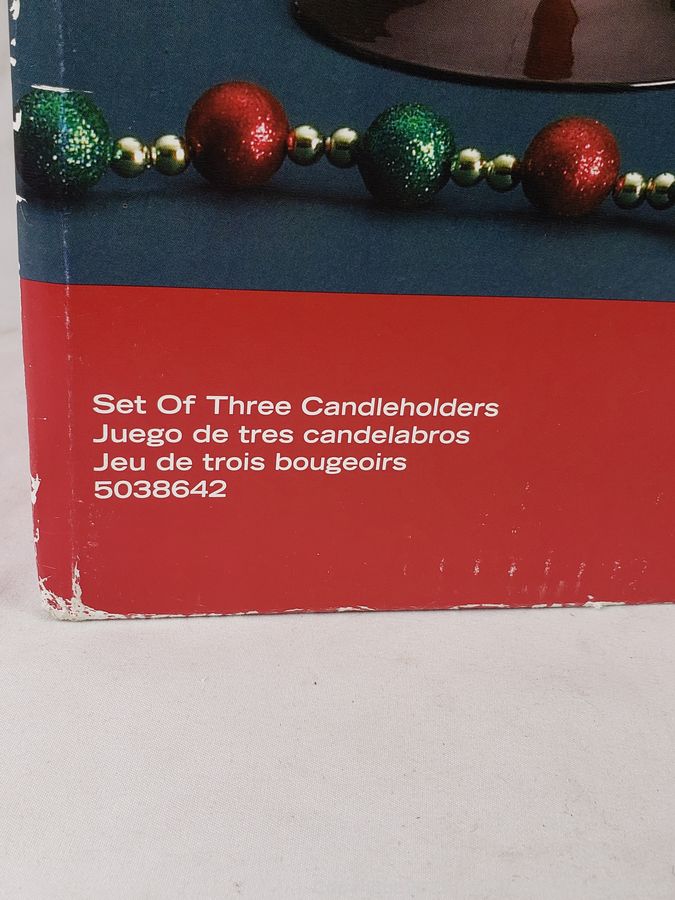 Set Of Three Candleholders
Juego de tres candelabros
Jeu de trois bougeoirs
5038642